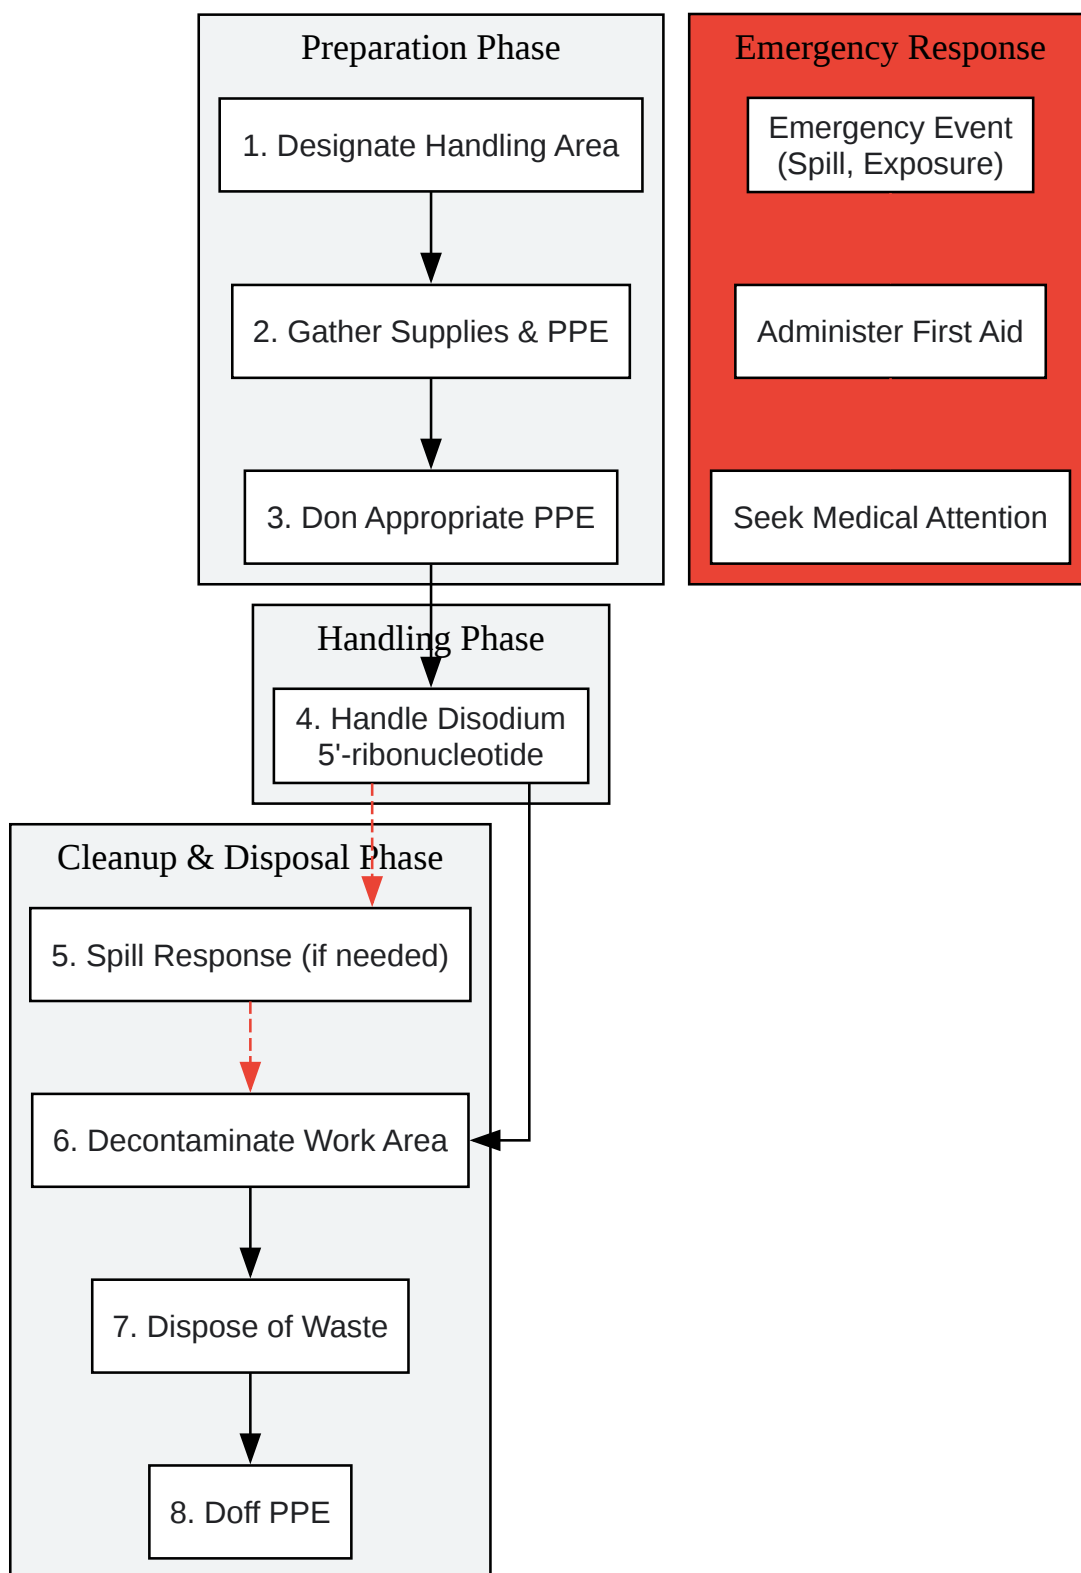 Preparation Phase
1. Designate Handling Area
2. Gather Supplies & PPE
3. Don Appropriate PPE
Emergency Response
Emergency Event
(Spill, Exposure)
Administer First Aid
Seek Medical Attention
Handling Phase
4. Handle Disodium
5'-ribonucleotide
Cleanup & Disposal Phase
5. Spill Response (if needed)
6. Decontaminate Work Area
7. Dispose of Waste
8. Doff PPE